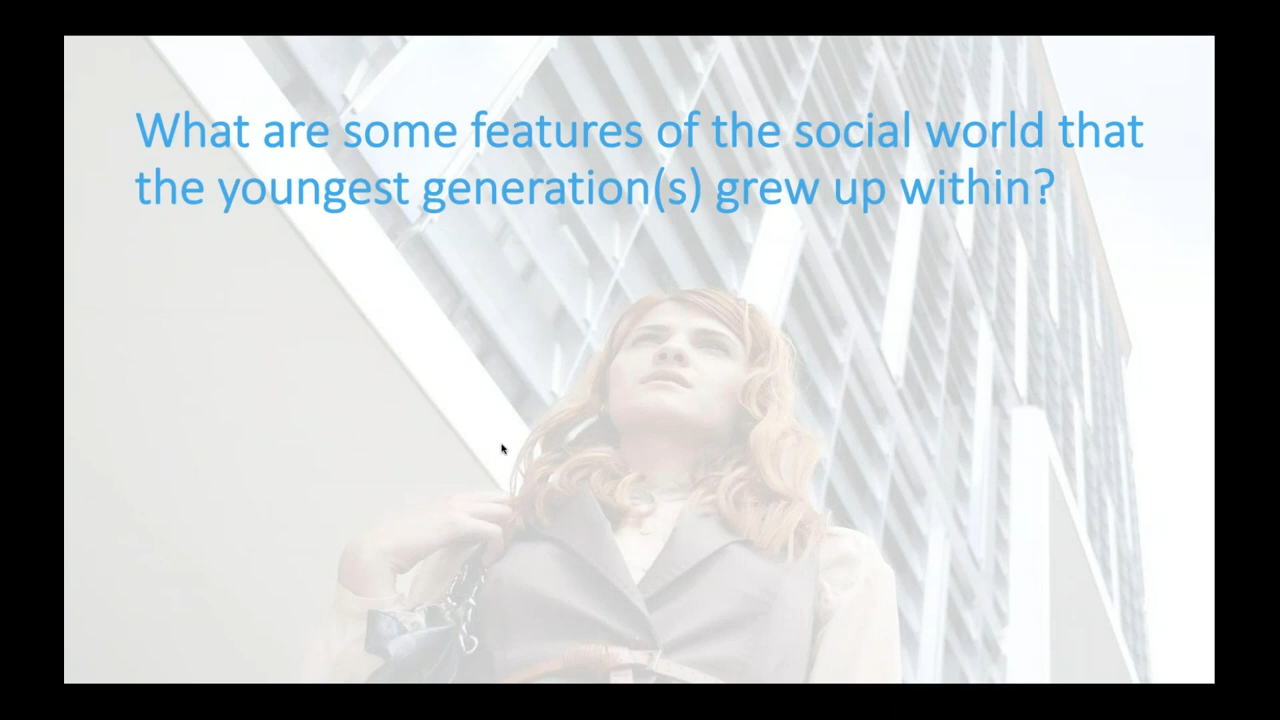 What are some features of the social world that
the youngest generation(s) grew up within?